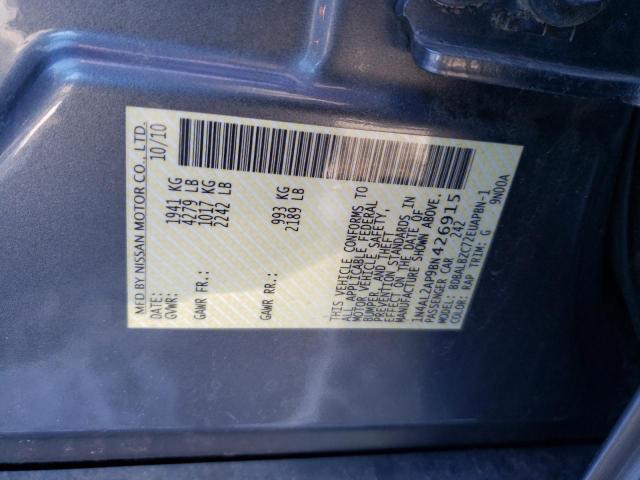 MFD BY NISSAN MOTOR CO., LTD.
DATE: 10/10
GVWR: 1941 KG
4279 LB
GAWR FR.: 1017 KG
2242 LB
GAWR RR.: 993 KG
2189 LB
THIS VEHICLE CONFORMS TO
ALL APPLICABLE FEDERAL
MOTOR VEHICLE SAFETY,
BUMPER, AND THEFT
PREVENTION STANDARDS IN
EFFECT ON THE DATE OF
MANUFACTURE SHOWN ABOVE.
1N4AL2AP9BN426915
PASSENGER CAR 242
MODEL: BDBALBZC72EUAPBN-1
COLOR: RAP TRIM: G 9N00A